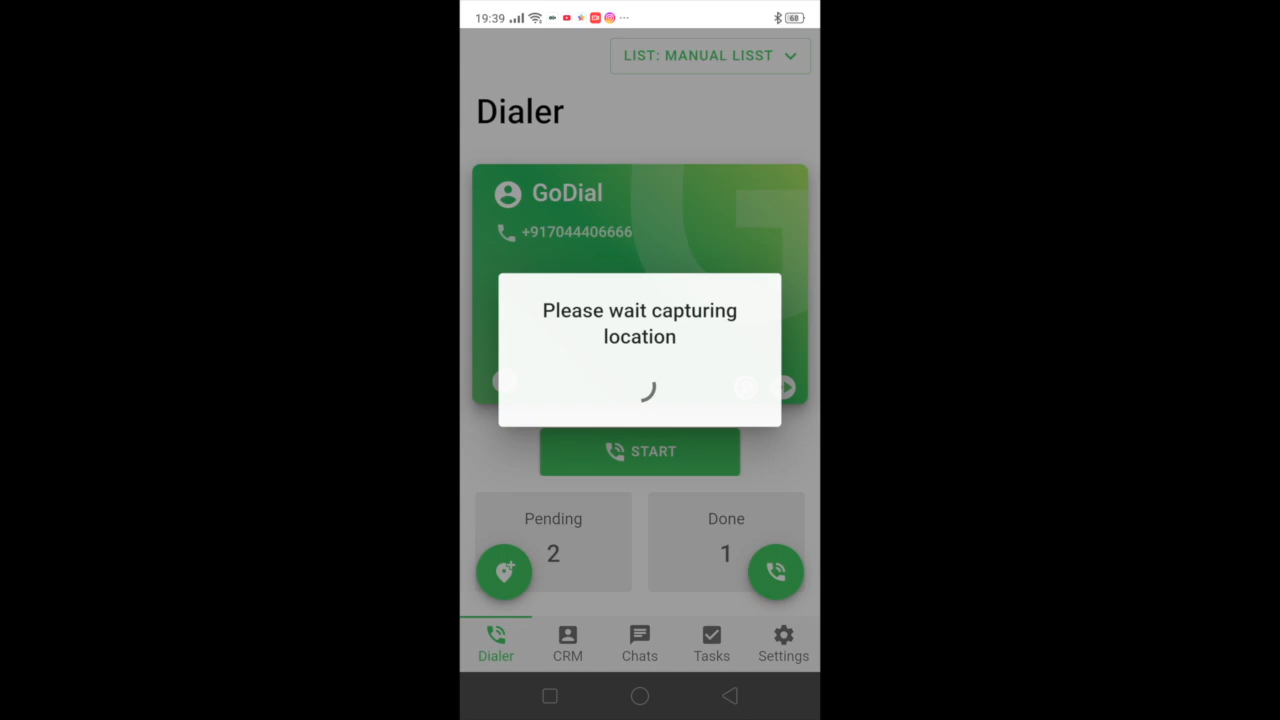 19:39
68
LIST: MANUAL LISST
Dialer
GoDial
+917044406666
Please wait capturing
location
START
Pending
Done
2
1
Dialer
CRM
Chats
Tasks
Settings